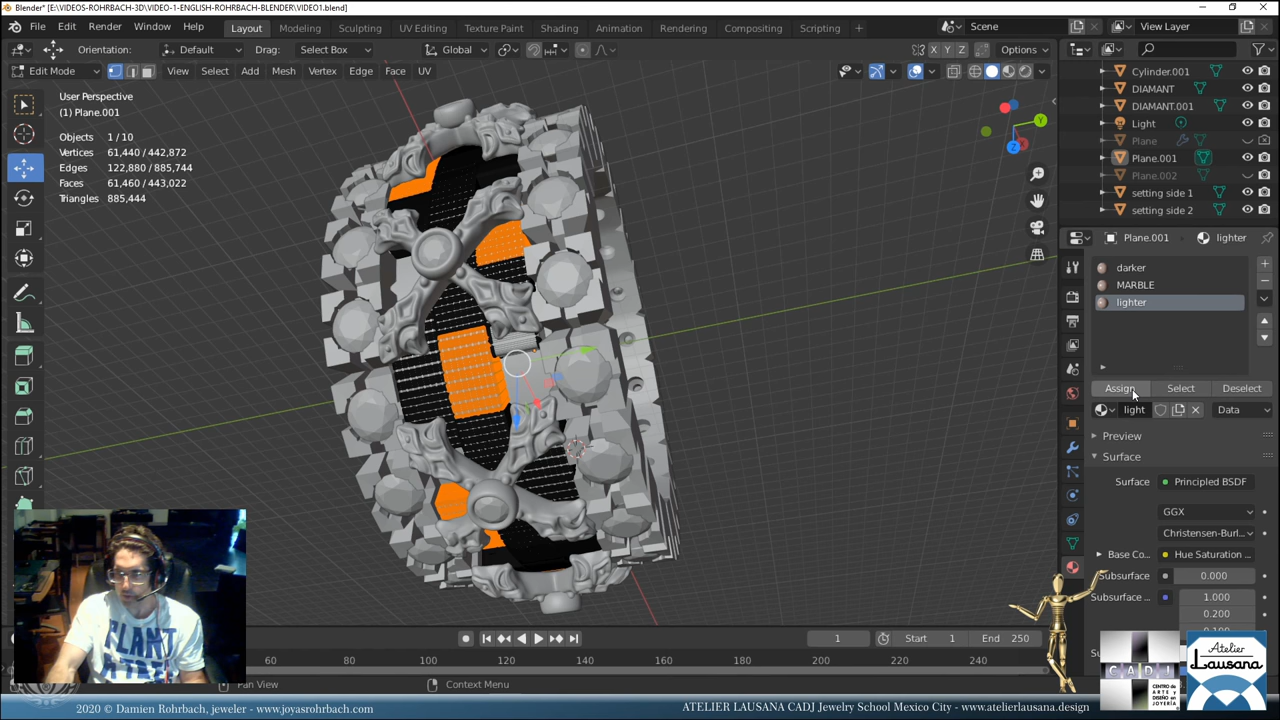 Blender* [E:\VIDEOS-ROHRBACH-3D\VIDEO-1-ENGLISH-ROHRBACH-BLENDER\VIDEO1.blend]
File Edit Render Window Help Layout Modeling Sculpting UV Editing Texture Paint Shading Animation Rendering Compositing Scripting + Scene View Layer
Orientation: Default Drag: Select Box Global X Y Z Options
Edit Mode View Select Add Mesh Vertex Edge Face UV
User Perspective
(1) Plane.001
Objects 1/10
Vertices 61,440 / 442,872
Edges 122,880 / 885,744
Faces 61,460 / 443,022
Triangles 885,444
Y
Z
Cylinder.001
DIAMANT
DIAMANT.001
Light
Plane
Plane.001
Plane.002
setting side 1
setting side 2
Plane.001 lighter
darker
MARBLE
lighter
Assign Select Deselect
light Data
Preview
Surface
Surface Principled BSDF
GGX
Christensen-Burl..
Base Co... Hue Saturation ...
Subsurface 0.000
Subsurface ... 1.000
0.200
PLANT
1 Start 1 End 250
60 80 100 120 140 160 180 200 220 240
Pan View Context Menu
CADJ
CENTRO de
ARTE y
DISEÑO en
JOYERÍA
Atelier
Lausana
2020 © Damien Rohrbach, jeweler - www.joyasrohrbach.com ATELIER LAUSANA CADJ Jewelry School Mexico City - www.atelierlausana.design